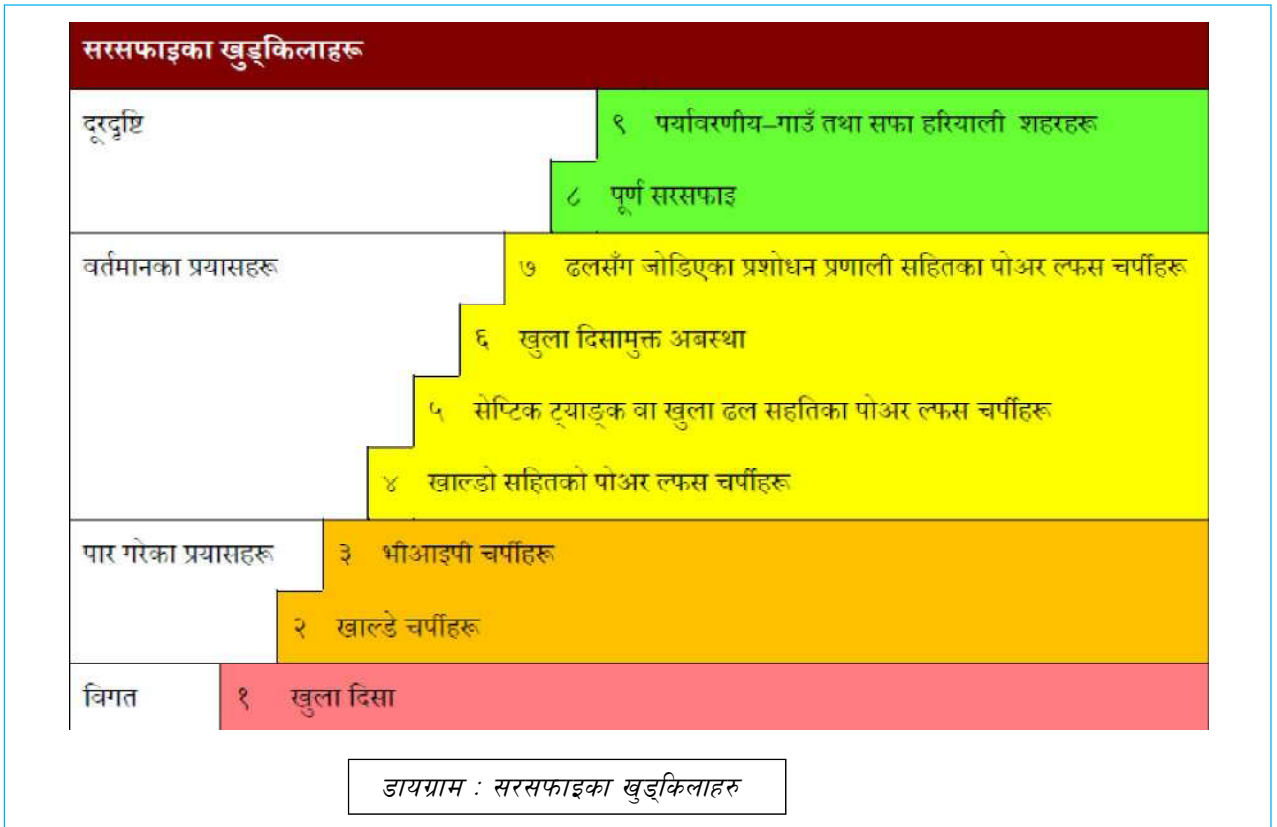 सरसफाइका खुड्किलाहरू
दूरदृष्टि
९ पर्यावरणीय–गाउँ तथा सफा हरियाली शहरहरू
८ पूर्ण सरसफाइ
वर्तमानका प्रयासहरू
७ ढलसँग जोडिएका प्रशोधन प्रणाली सहितका पोअर ल्फस चर्पीहरू
६ खुला दिसामुक्त अबस्था
५ सेप्टिक ट्याङ्क वा खुला ढल सहतिका पोअर ल्फस चर्पीहरू
४ खाल्डो सहितको पोअर ल्फस चर्पीहरू
पार गरेका प्रयासहरू
३ भीआइपी चर्पीहरू
२ खाल्डे चर्पीहरू
विगत
१ खुला दिसा
डायग्राम : सरसफाइका खुड्किलाहरु